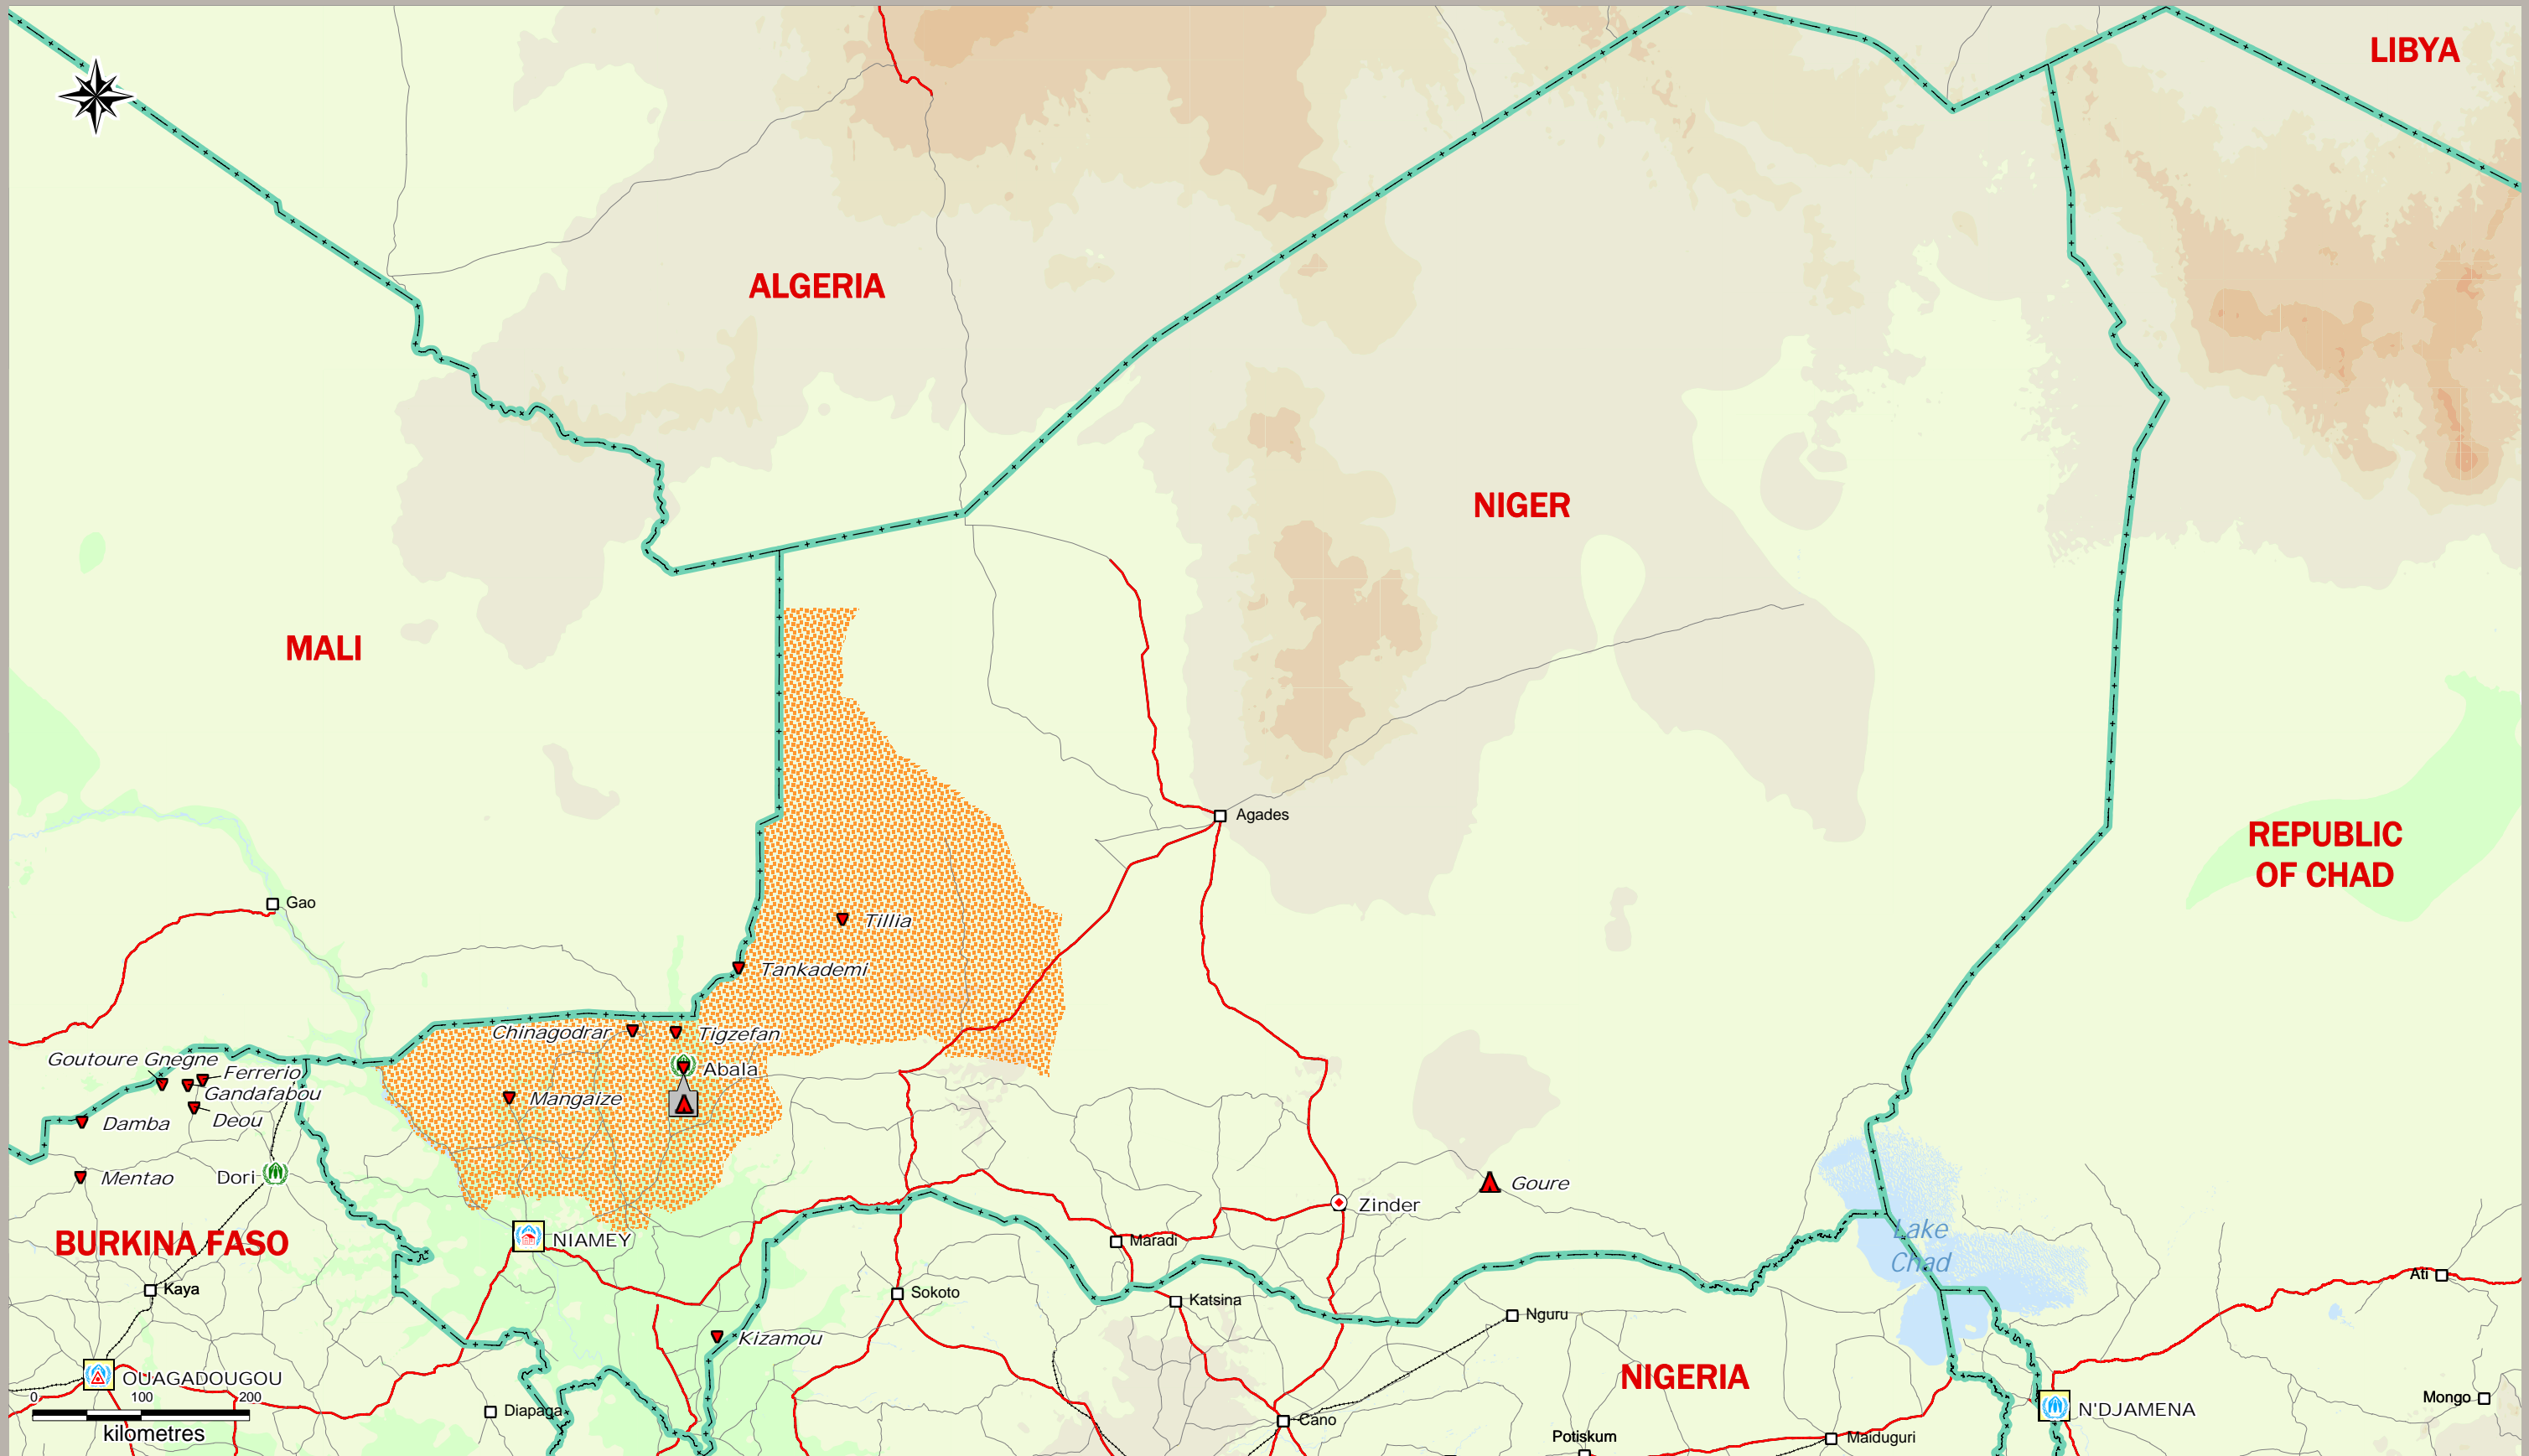 LIBYA
ALGERIA
NIGER
MALI
Agades
REPUBLIC
OF CHAD
Gao
Tillia
Tankademi
Chinagodrar
Tigzefan
Goutoure Gnegne
Ferrerio
Abala
Gandafabou
Mangaize
Damba
Deou
Mentao
Dori
Goure
Zinder
Lake
Chad
BURKINA FASO
NIAMEY
Maradi
Ati
Kaya
Sokoto
Katsina
Nguru
Kizamou
OUAGADOUGOU
NIGERIA
0 100 200
kilometres
Diapaga
Cano
Mongo
N'DJAMENA
Potiskum
Maiduguri